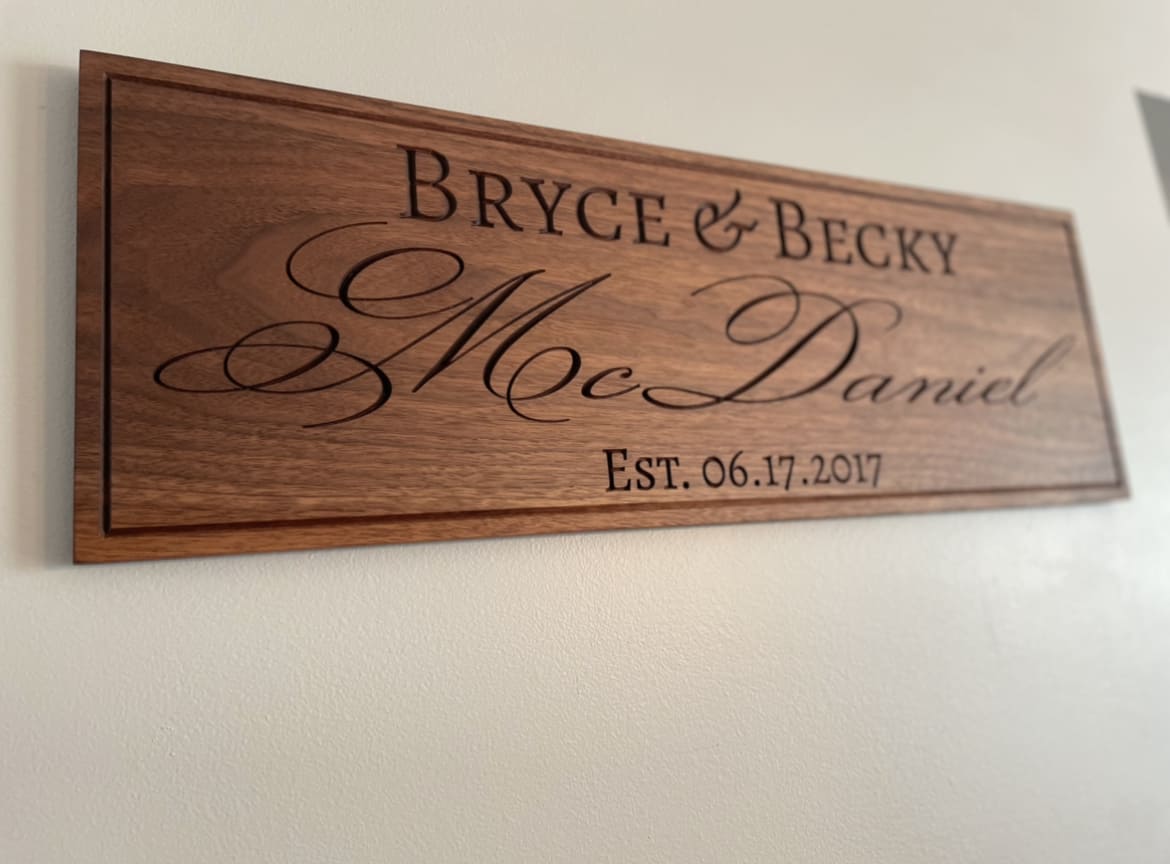 Bryce & Becky
McDaniel
Est. 06.17.2017